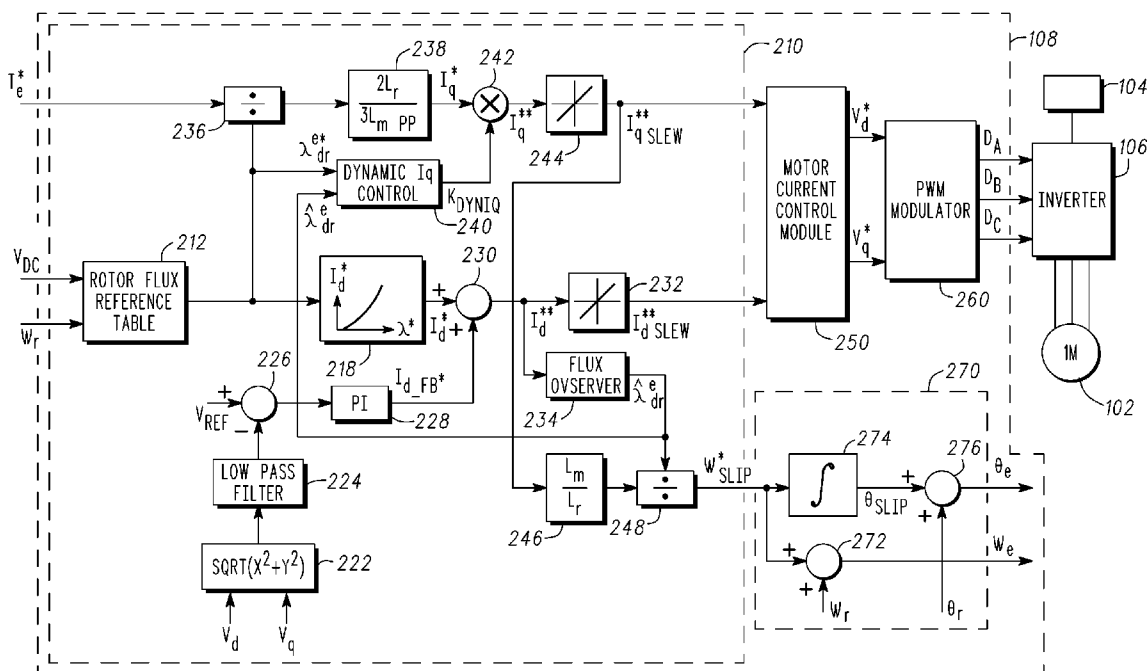 210
108
T_e^*
236
÷
238
2L_r
3L_m PP
I_q^*
242
×
I_q^{**}
244
I_q^{**} SLEW
104
106
INVERTER
D_A
D_B
D_C
V_d^*
V_q^*
MOTOR
CURRENT
CONTROL
MODULE
250
PWM
MODULATOR
260
λ_dr^{e*}
DYNAMIC Iq
CONTROL
240
K_DYNIQ
λ̂_dr^e
212
V_DC
W_r
ROTOR FLUX
REFERENCE
TABLE
I_d^*
λ*
218
+
I_d^*
+
230
I_d^{**}
232
I_d^{**} SLEW
1M
102
226
+
V_REF
−
PI
228
I_d_FB*
FLUX
OVSERVER
234
λ̂_dr^e
270
LOW PASS
FILTER
224
L_m
L_r
246
÷
248
W_SLIP^*
274
∫
θ_SLIP
+
+
276
θ_e
SQRT(X²+Y²)
222
V_d
V_q
+
272
+
W_r
W_e
θ_r